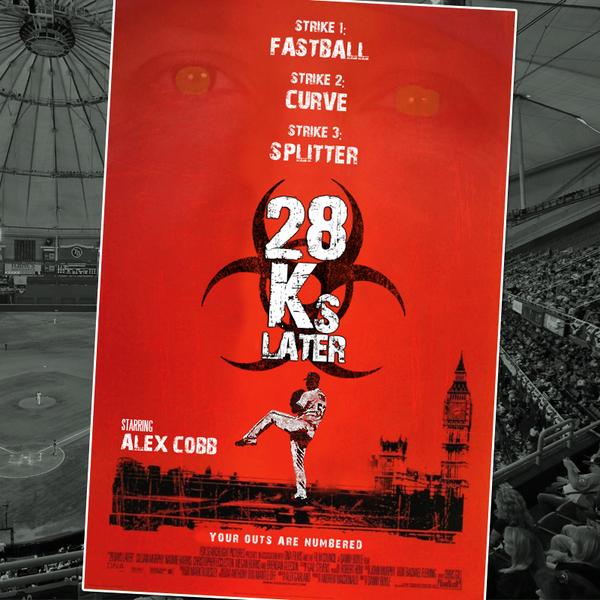 STRIKE 1:
FASTBALL
STRIKE 2:
CURVE
STRIKE 3:
SPLITTER
28
Ks
LATER
STARRING
ALEX COBB
YOUR OUTS ARE NUMBERED